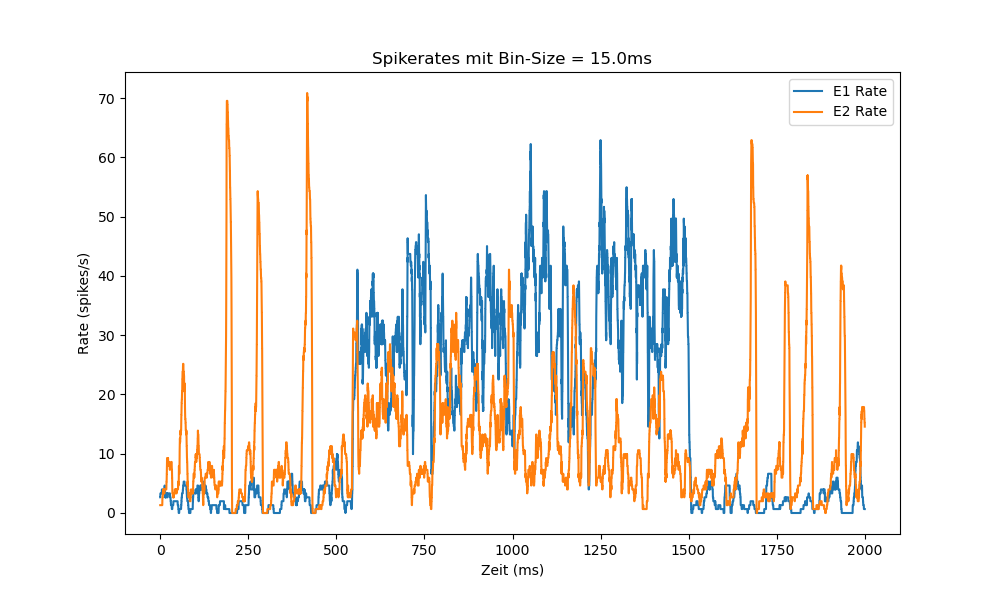 Spikerates mit Bin-Size = 15.0ms
E1 Rate
E2 Rate
70
60
50
40
30
20
10
0
Rate (spikes/s)
0 250 500 750 1000 1250 1500 1750 2000
Zeit (ms)